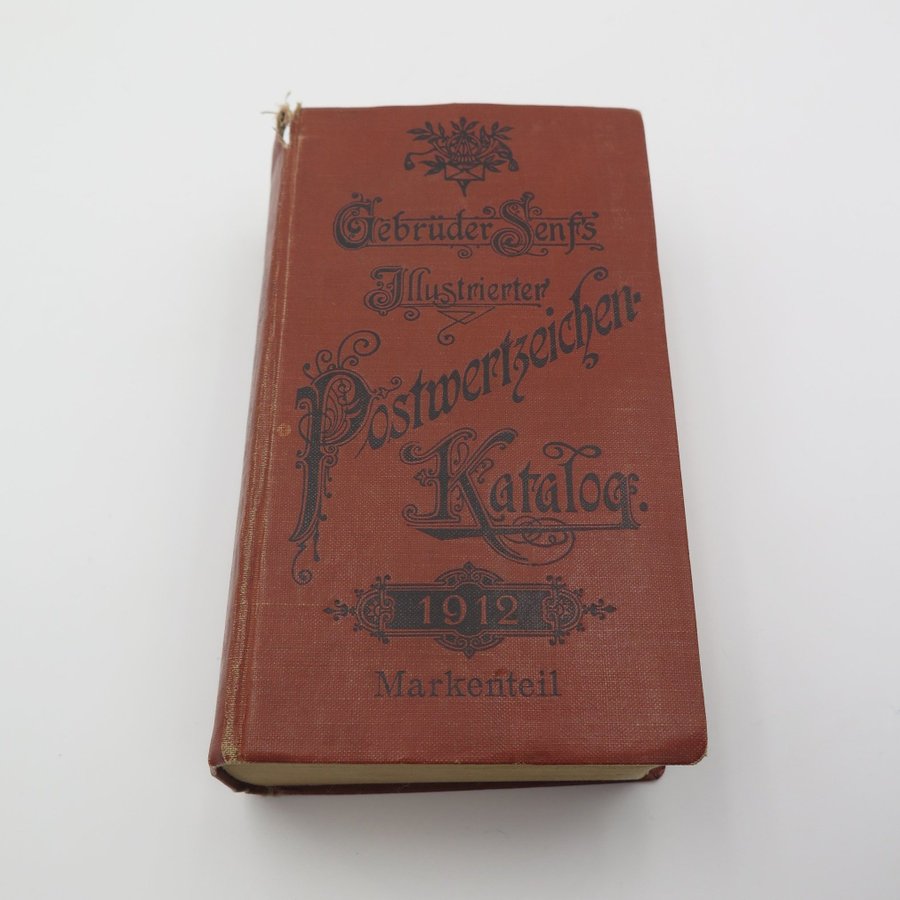 Gebrüder Senf's
Illustrierter
Postwertzeichen-
Katalog.
1912
Markenteil